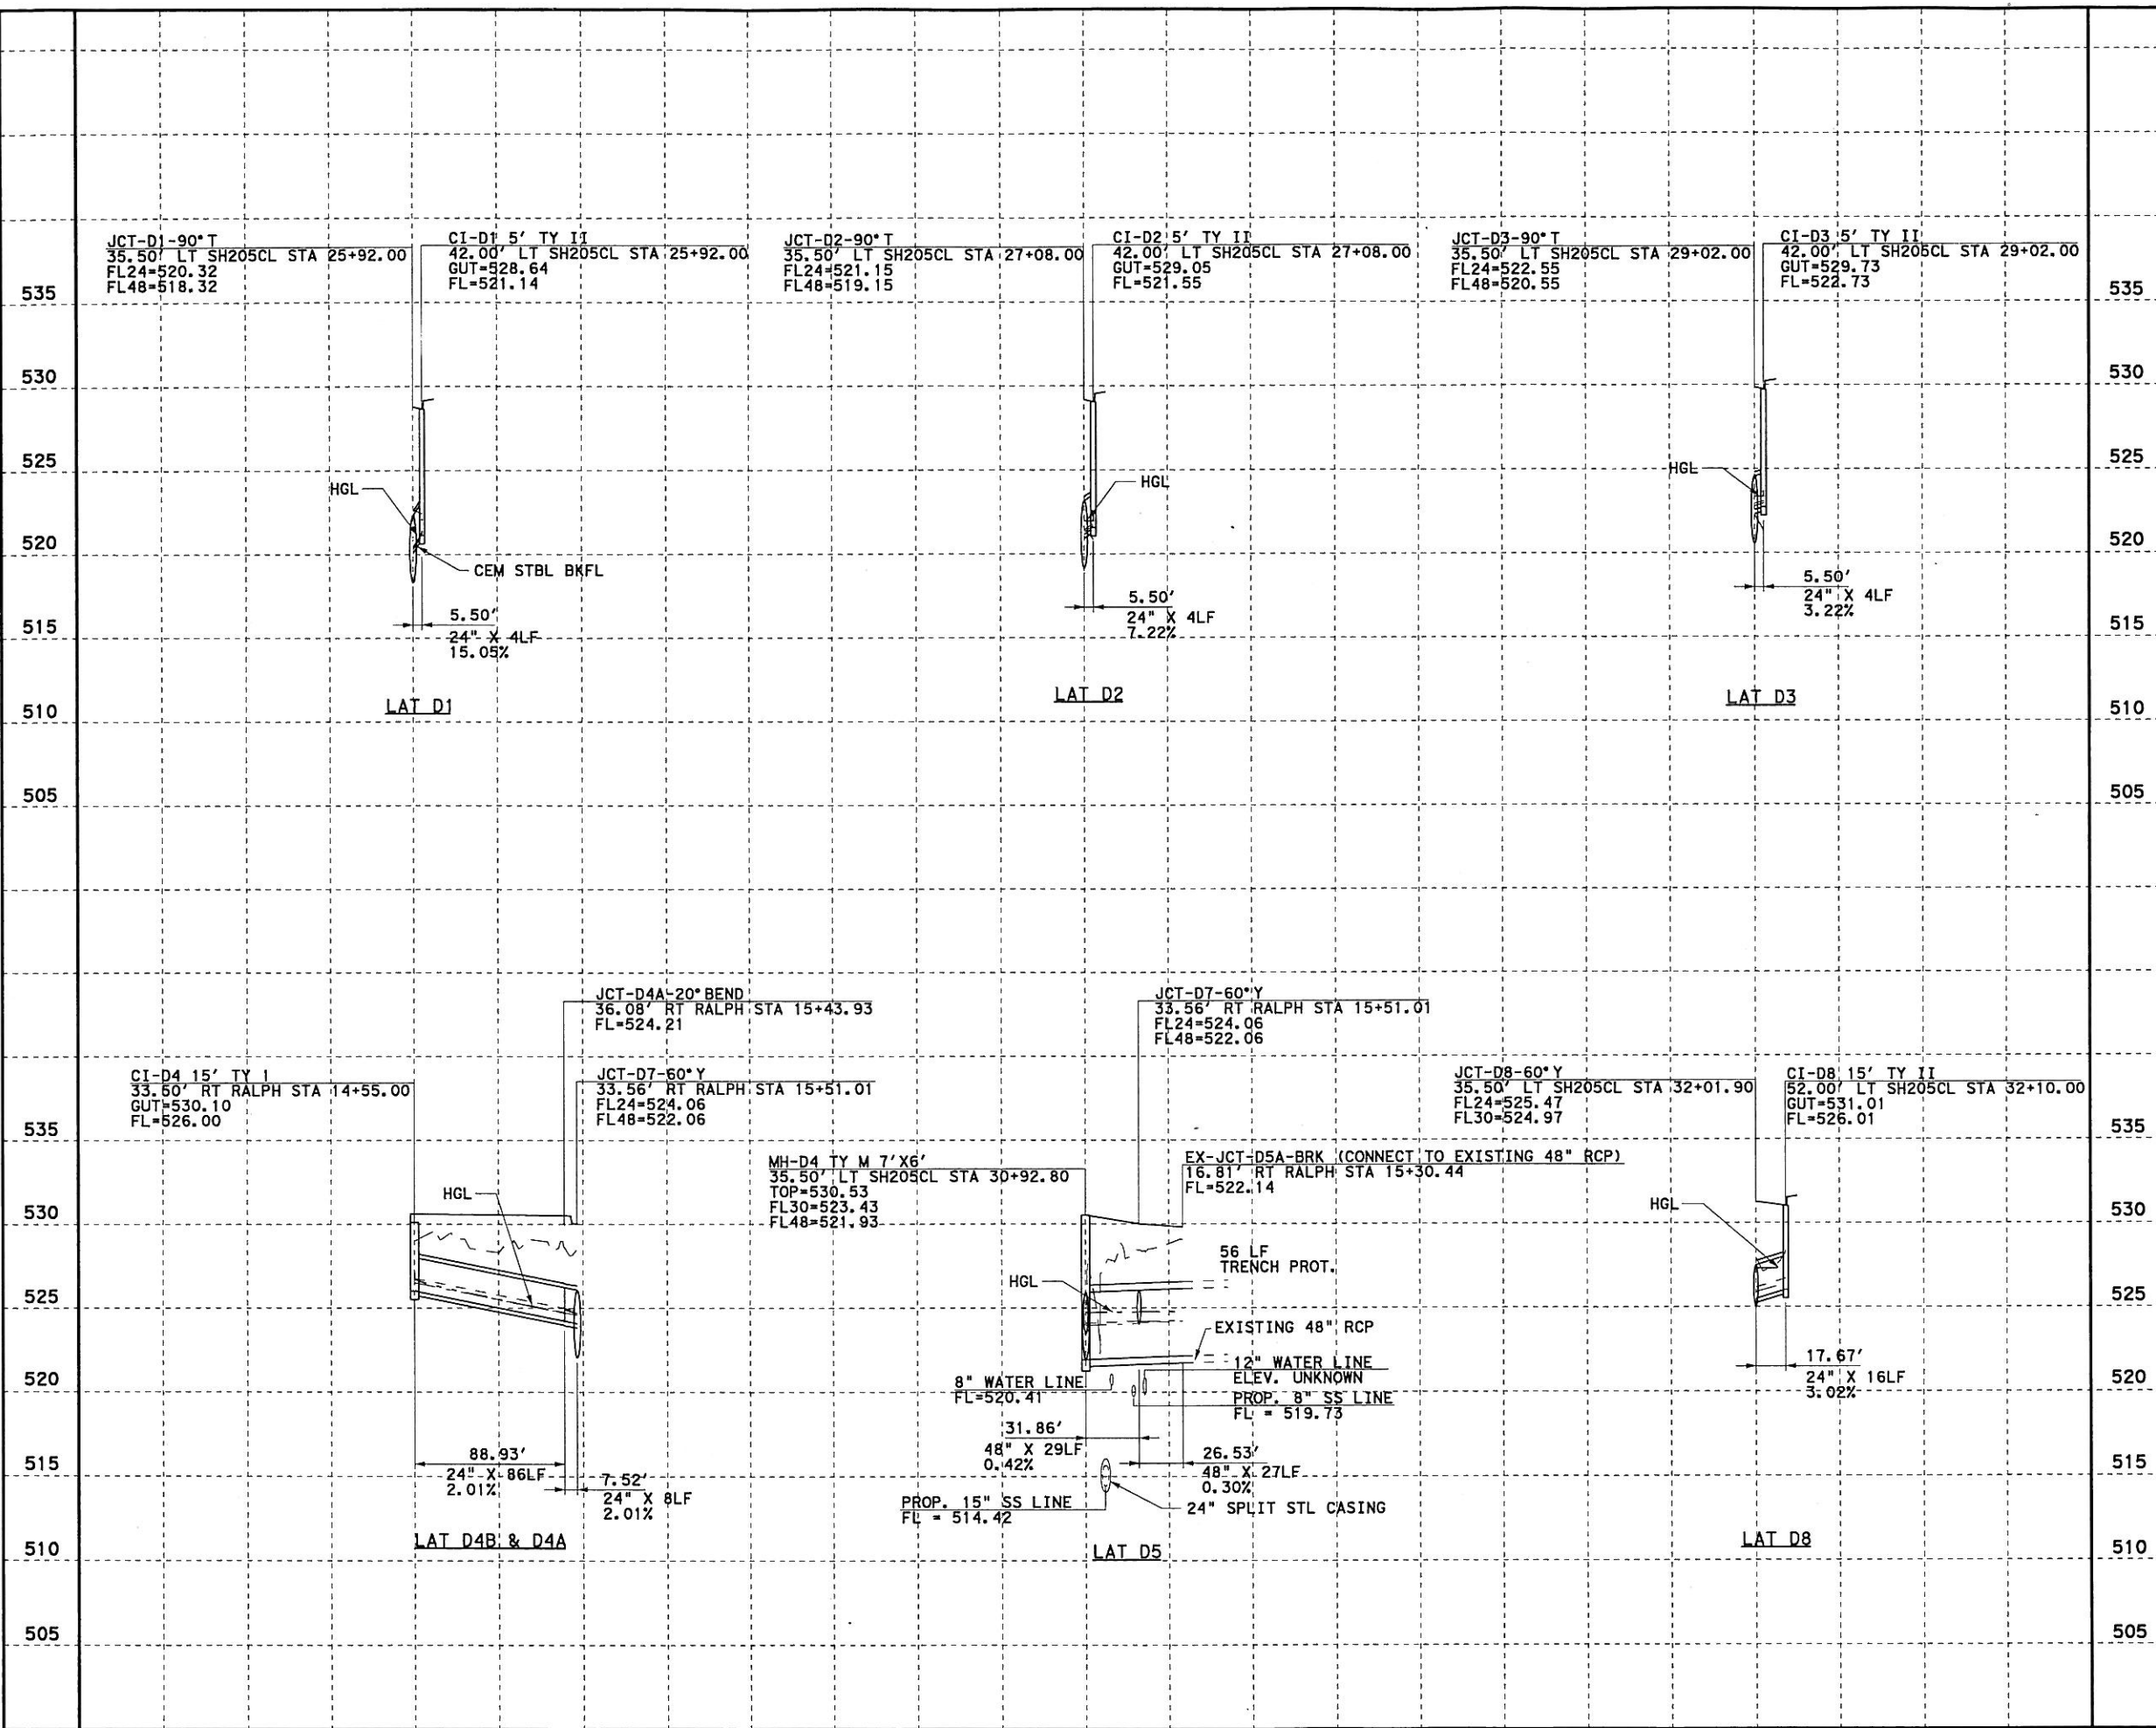 JCT-D1-90° T
35.50' LT SH205CL STA 25+92.00
FL24=520.32
FL48=518.32
CI-D1 5' TY II
42.00' LT SH205CL STA 25+92.00
GUT=528.64
FL=521.14
JCT-D2-90° T
35.50' LT SH205CL STA 27+08.00
FL24=521.15
FL48=519.15
CI-D2 5' TY II
42.00' LT SH205CL STA 27+08.00
GUT=529.05
FL=521.55
JCT-D3-90° T
35.50' LT SH205CL STA 29+02.00
FL24=522.55
FL48=520.55
CI-D3 5' TY II
42.00' LT SH205CL STA 29+02.00
GUT=529.73
FL=522.73
535
535
530
530
525
525
HGL
HGL
HGL
520
520
CEM STBL BKFL
5.50'
24" X 4LF
15.05%
5.50'
24" X 4LF
7.22%
5.50'
24" X 4LF
3.22%
515
515
LAT D1
LAT D2
LAT D3
510
510
505
505
JCT-D4A-20° BEND
36.08' RT RALPH STA 15+43.93
FL=524.21
JCT-D7-60° Y
33.56' RT RALPH STA 15+51.01
FL24=524.06
FL48=522.06
CI-D4 15' TY 1
33.50' RT RALPH STA 14+55.00
GUT=530.10
FL=526.00
JCT-D7-60° Y
33.56' RT RALPH STA 15+51.01
FL24=524.06
FL48=522.06
JCT-D8-60° Y
35.50' LT SH205CL STA 32+01.90
FL24=525.47
FL30=524.97
CI-D8 15' TY II
52.00' LT SH205CL STA 32+10.00
GUT=531.01
FL=526.01
535
535
MH-D4 TY M 7'X6'
35.50' LT SH205CL STA 30+92.80
TOP=530.53
FL30=523.43
FL48=521.93
EX-JCT-D5A-BRK (CONNECT TO EXISTING 48" RCP)
16.81' RT RALPH STA 15+30.44
FL=522.14
HGL
HGL
530
530
56 LF
TRENCH PROT.
HGL
525
525
EXISTING 48" RCP
12" WATER LINE
ELEV. UNKNOWN
8" WATER LINE
FL=520.41
PROP. 8" SS LINE
FL = 519.73
520
520
17.67'
24" X 16LF
3.02%
31.86'
48" X 29LF
0.42%
26.53'
48" X 27LF
0.30%
88.93'
24" X 86LF
2.01%
7.52'
24" X 8LF
2.01%
515
515
PROP. 15" SS LINE
FL = 514.42
24" SPLIT STL CASING
LAT D4B & D4A
LAT D5
LAT D8
510
510
505
505